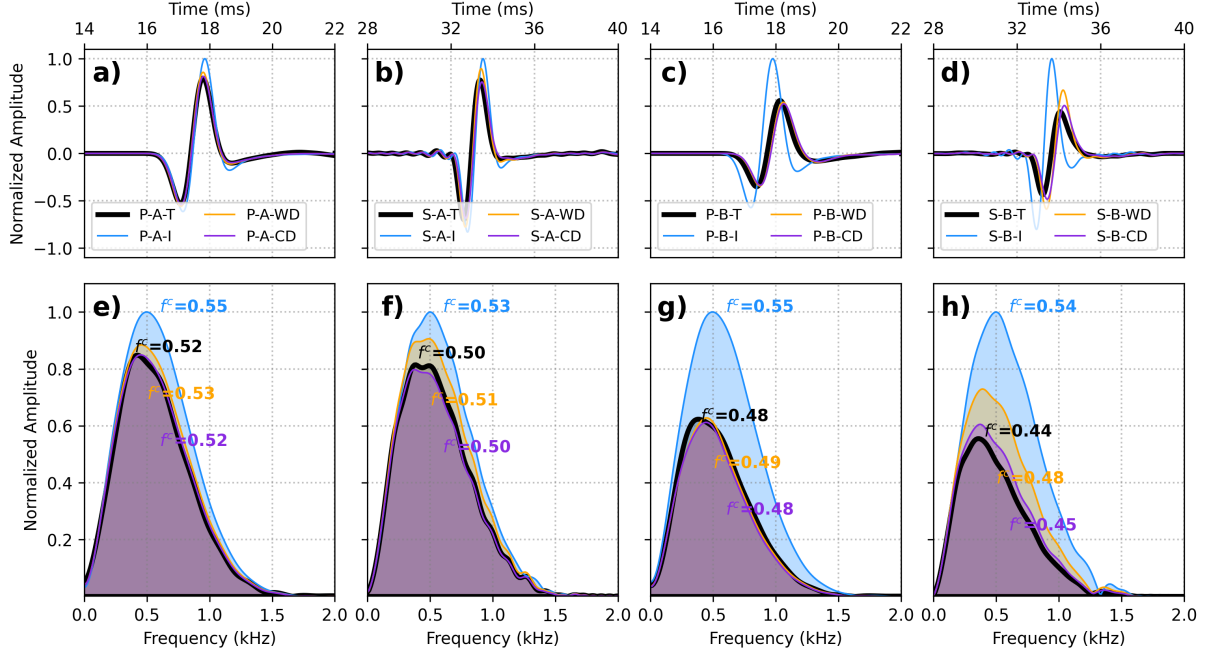 Time (ms) Time (ms) Time (ms) Time (ms)
14 16 18 20 22 28 32 36 40 14 16 18 20 22 28 32 36 40
a) b) c) d)
Normalized Amplitude
1.0
0.5
0.0
−0.5
−1.0
P-A-T P-A-WD
P-A-I P-A-CD
S-A-T S-A-WD
S-A-I S-A-CD
P-B-T P-B-WD
P-B-I P-B-CD
S-B-T S-B-WD
S-B-I S-B-CD
e) f) g) h)
Normalized Amplitude
1.0
0.8
0.6
0.4
0.2
f^c=0.55
f^c=0.52
f^c=0.53
f^c=0.52
f^c=0.53
f^c=0.50
f^c=0.51
f^c=0.50
f^c=0.55
f^c=0.48
f^c=0.49
f^c=0.48
f^c=0.54
f^c=0.44
f^c=0.48
f^c=0.45
0.0 0.5 1.0 1.5 2.0 0.0 0.5 1.0 1.5 2.0 0.0 0.5 1.0 1.5 2.0 0.0 0.5 1.0 1.5 2.0
Frequency (kHz) Frequency (kHz) Frequency (kHz) Frequency (kHz)